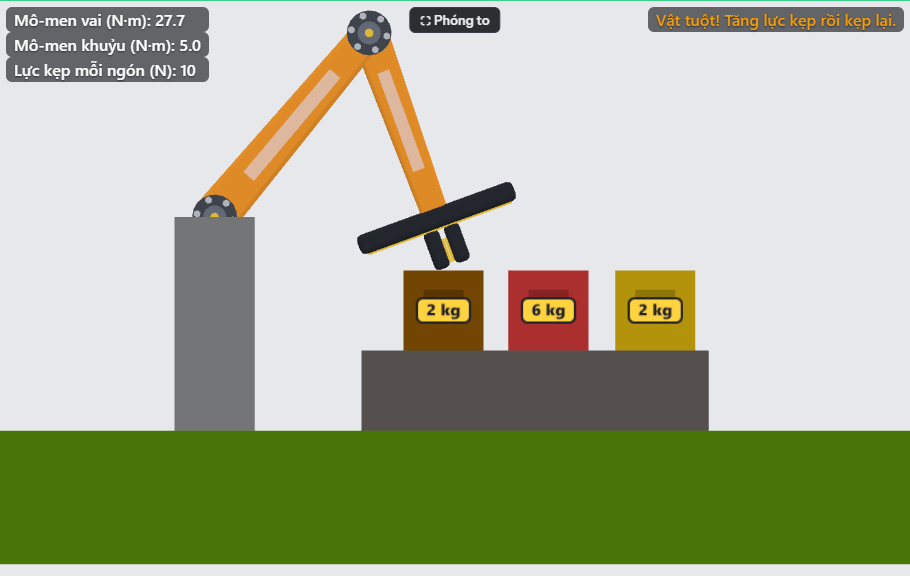 Mô-men vai (N·m): 27.7
Mô-men khuỷu (N·m): 5.0
Lực kẹp mỗi ngón (N): 10
Phóng to
Vật tuột! Tăng lực kẹp rồi kẹp lại.
2 kg
6 kg
2 kg